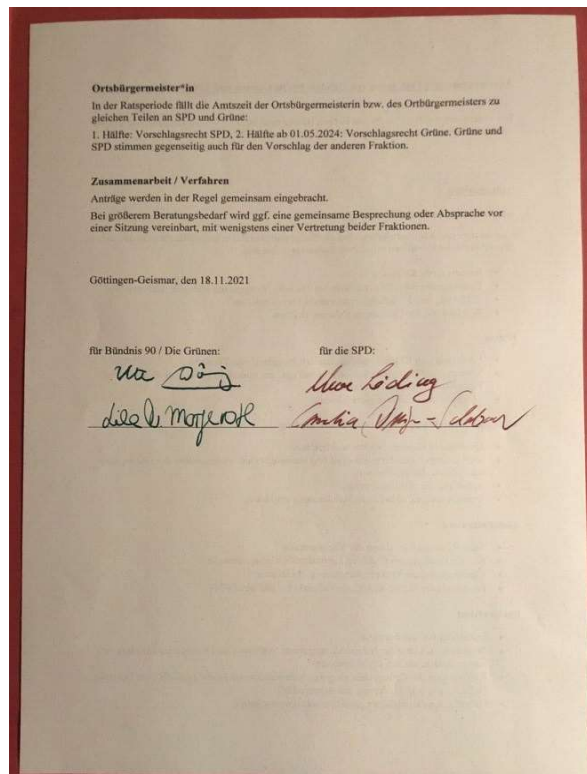 Ortsbürgermeister*in
In der Ratsperiode fällt die Amtszeit der Ortsbürgermeisterin bzw. des Ortbürgermeisters zu
gleichen Teilen an SPD und Grüne:
1. Hälfte: Vorschlagsrecht SPD, 2. Hälfte ab 01.05.2024: Vorschlagsrecht Grüne. Grüne und
SPD stimmen gegenseitig auch für den Vorschlag der anderen Fraktion.
Zusammenarbeit / Verfahren
Anträge werden in der Regel gemeinsam eingebracht.
Bei größerem Beratungsbedarf wird ggf. eine gemeinsame Besprechung oder Absprache vor
einer Sitzung vereinbart, mit wenigstens einer Vertretung beider Fraktionen.
Göttingen-Geismar, den 18.11.2021
für Bündnis 90 / Die Grünen: für die SPD:
Morgenroth